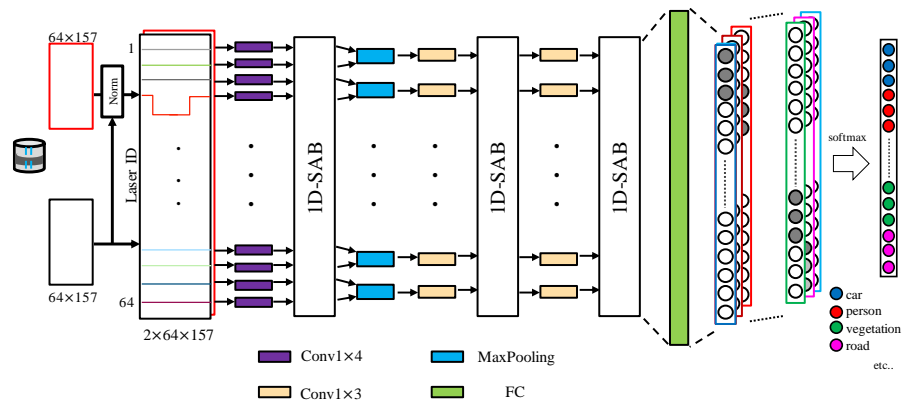 64×157
1
Norm
Laser ID
64
64×157
2×64×157
1D-SAB
1D-SAB
1D-SAB
softmax
car
person
vegetation
road
etc..
Conv1×4
MaxPooling
Conv1×3
FC